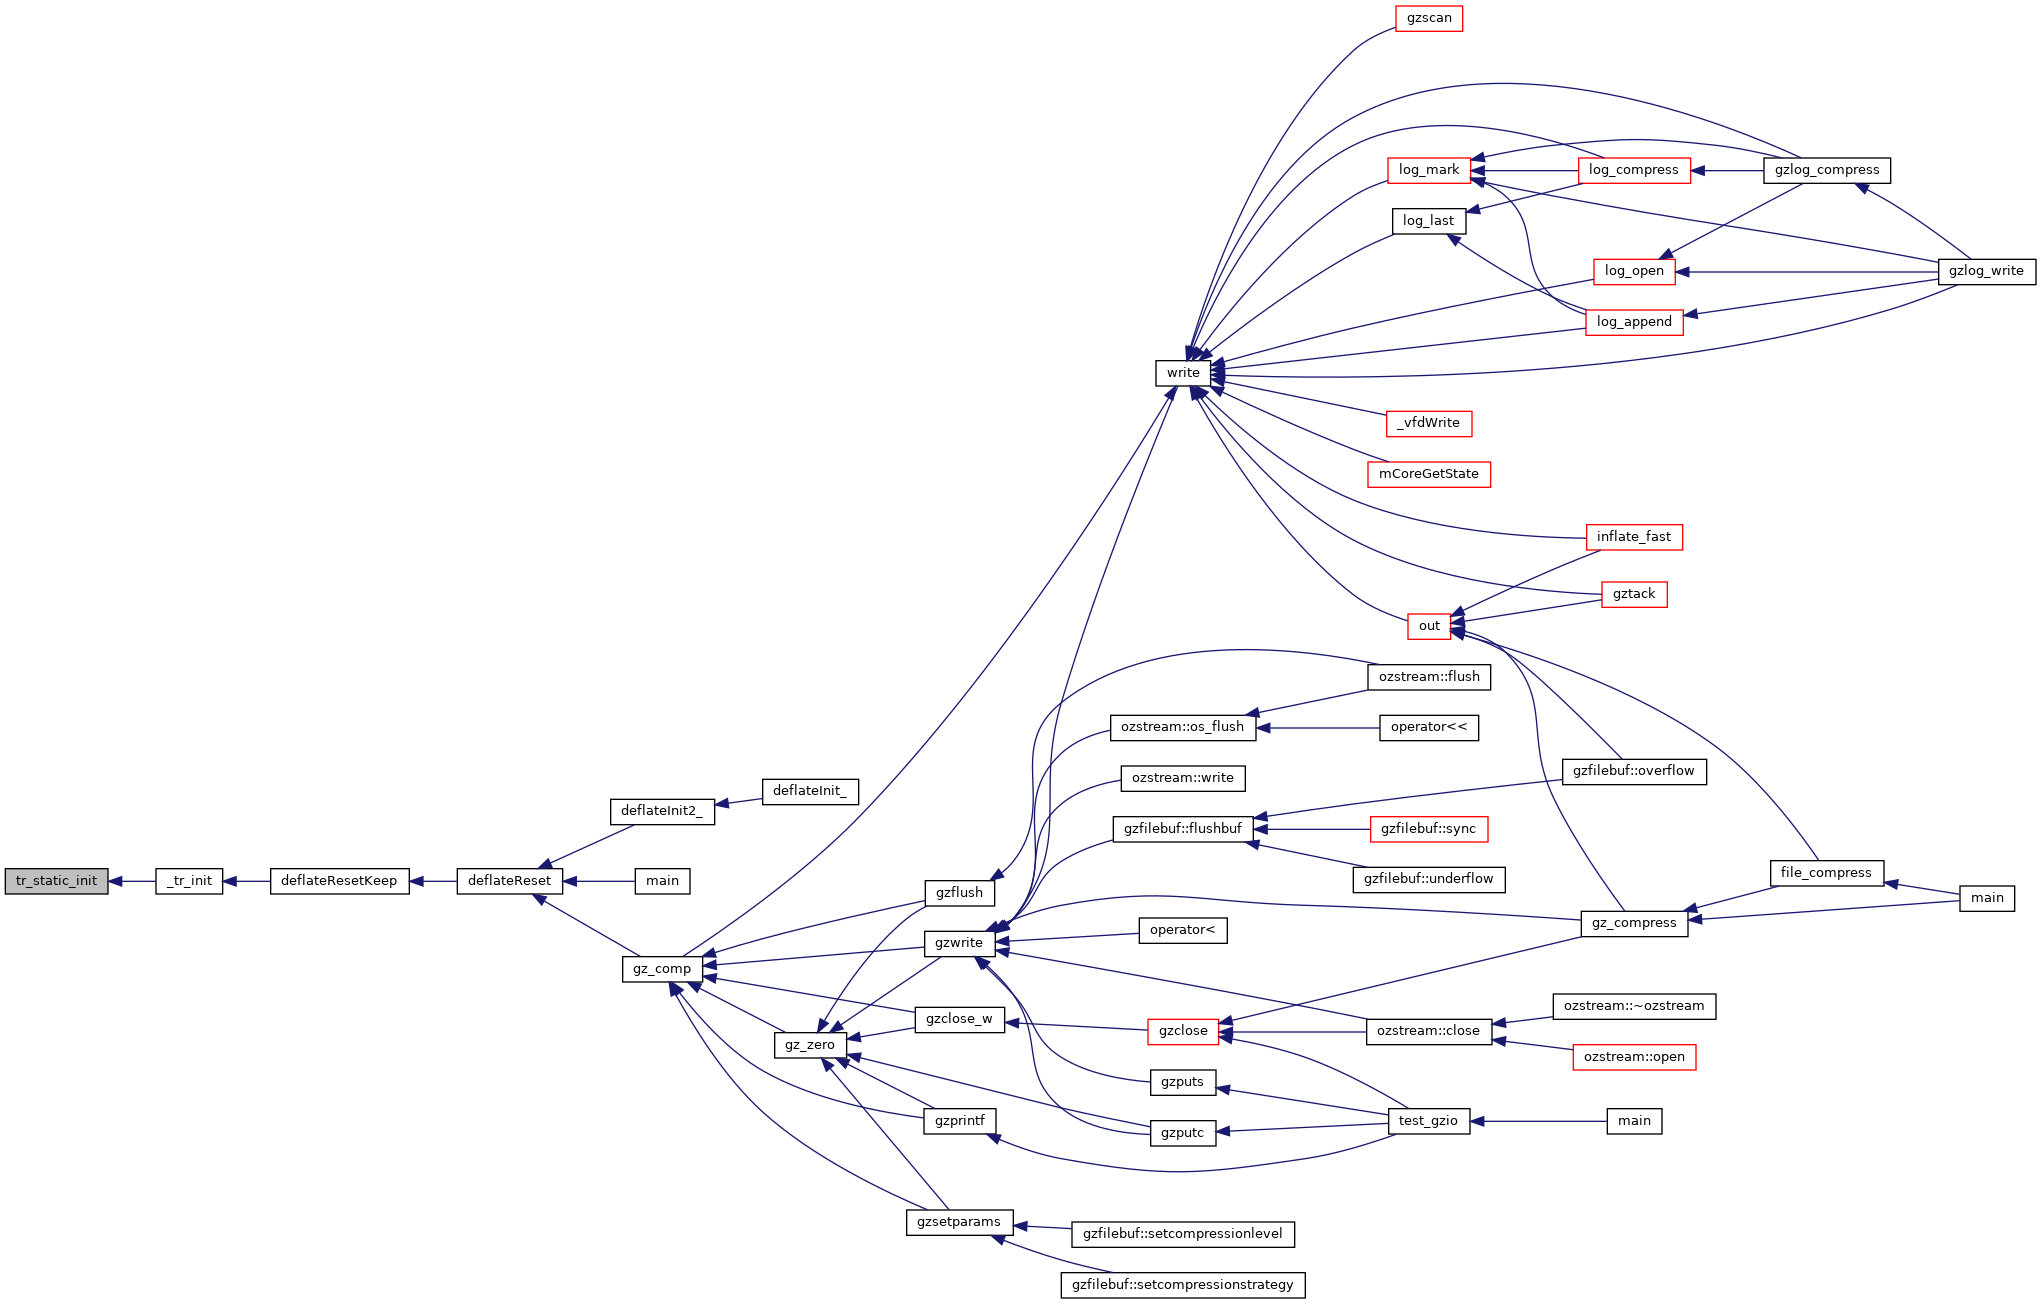 gzscan
log_mark
log_compress
gzlog_compress
log_last
log_open
gzlog_write
log_append
write
_vfdWrite
mCoreGetState
inflate_fast
gztack
out
ozstream::flush
ozstream::os_flush
operator<<
gzfilebuf::overflow
ozstream::write
deflateInit_
deflateInit2_
gzfilebuf::flushbuf
gzfilebuf::sync
tr_static_init
_tr_init
deflateResetKeep
deflateReset
main
gzflush
gzfilebuf::underflow
file_compress
main
gzwrite
operator<
gz_compress
gz_comp
gzclose_w
gzclose
ozstream::close
ozstream::~ozstream
gz_zero
ozstream::open
gzputs
gzprintf
gzputc
test_gzio
main
gzsetparams
gzfilebuf::setcompressionlevel
gzfilebuf::setcompressionstrategy